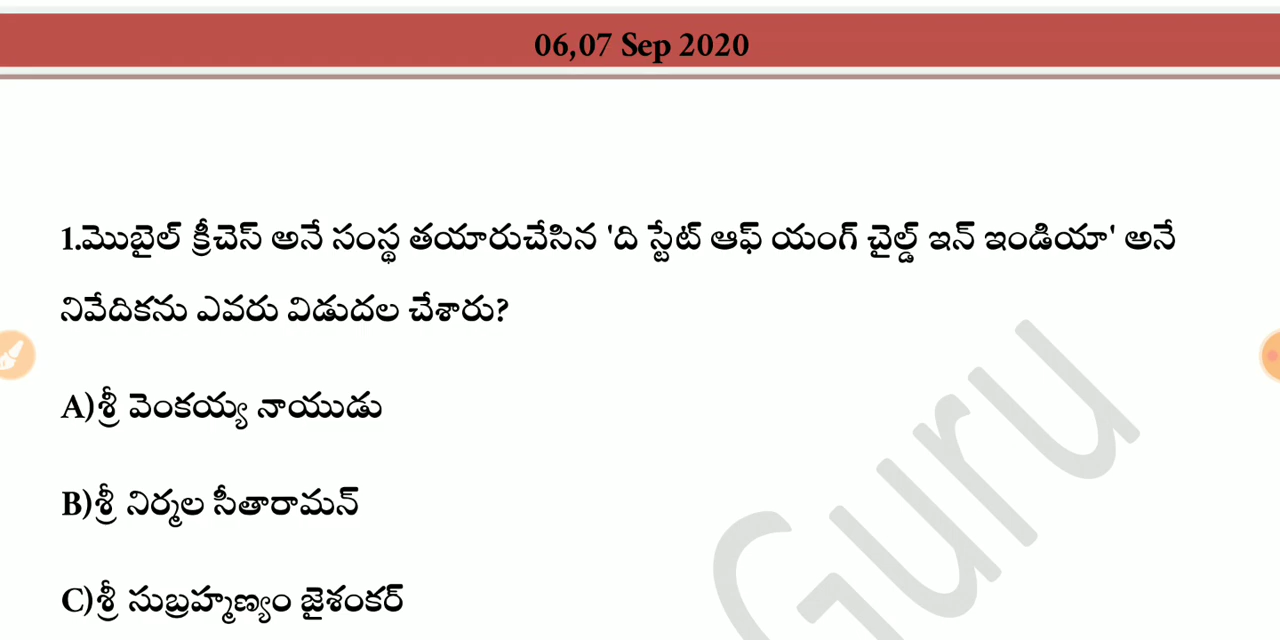 06,07 Sep 2020
1.మొబైల్ క్రీచెస్ అనే సంస్థ తయారుచేసిన 'ది స్టేట్ ఆఫ్ యంగ్ చైల్డ్ ఇన్ ఇండియా' అనే
నివేదికను ఎవరు విడుదల చేశారు?
A)శ్రీ వెంకయ్య నాయుడు
B)శ్రీ నిర్మల సీతారామన్
C)శ్రీ సుబ్రహ్మణ్యం జైశంకర్
Guru